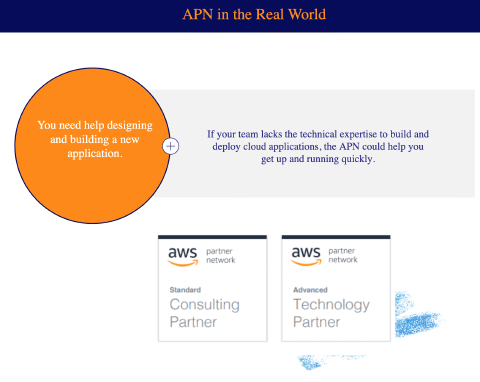 APN in the Real World
You need help designing
and building a new
application.
If your team lacks the technical expertise to build and
deploy cloud applications, the APN could help you
get up and running quickly.
aws partner
network
Standard
Consulting
Partner
aws partner
network
Advanced
Technology
Partner